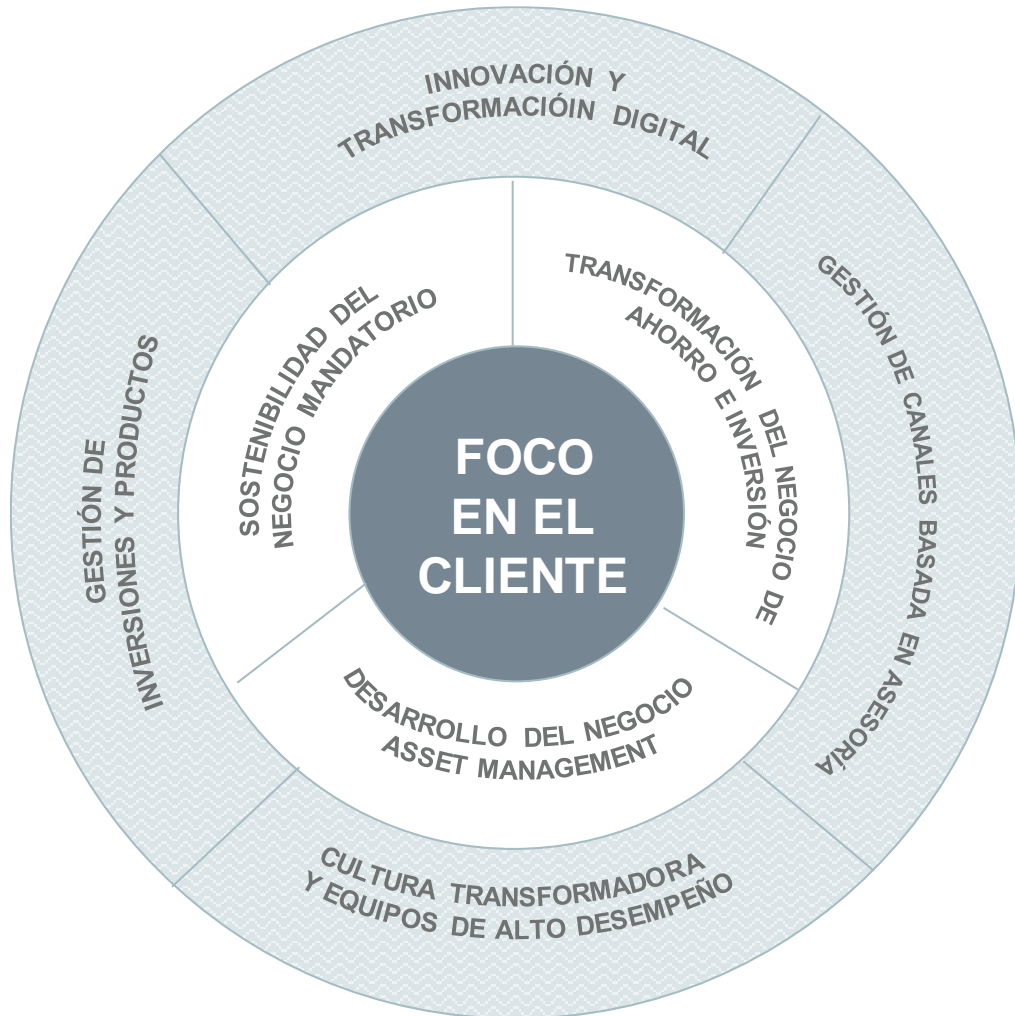 INNOVACIÓN Y
TRANSFORMACIÓIN DIGITAL
GESTIÓN DE CANALES BASADA EN ASESORÍA
CULTURA TRANSFORMADORA
Y EQUIPOS DE ALTO DESEMPEÑO
GESTIÓN DE
INVERSIONES Y PRODUCTOS
SOSTENIBILIDAD DEL
NEGOCIO MANDATORIO
TRANSFORMACIÓN DEL NEGOCIO DE
AHORRO E INVERSIÓN
DESARROLLO DEL NEGOCIO
ASSET MANAGEMENT
FOCO
EN EL
CLIENTE